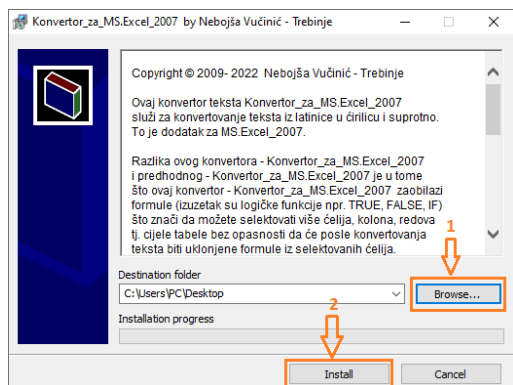 Konvertor_za_MS.Excel_2007 by Nebojša Vučinić - Trebinje
Copyright © 2009- 2022 Nebojša Vučinić - Trebinje
Ovaj konvertor teksta Konvertor_za_MS.Excel_2007
služi za konvertovanje teksta iz latinice u ćirilicu i suprotno.
To je dodatak za MS.Excel_2007.
Razlika ovog konvertora - Konvertor_za_MS.Excel_2007
i predhodnog - Konvertor_za_MS.Excel_2007 je u tome
što ovaj konvertor - Konvertor_za_MS.Excel_2007 zaobilazi
formule (izuzetak su logičke funkcije npr. TRUE, FALSE, IF)
što znači da možete selektovati više ćelija, kolona, redova
tj. cijele tabele bez opasnosti da će posle konvertovanja
teksta biti uklonjene formule iz selektovanih ćelija.
1
Destination folder
C:\Users\PC\Desktop
Browse...
2
Installation progress
Install
Cancel